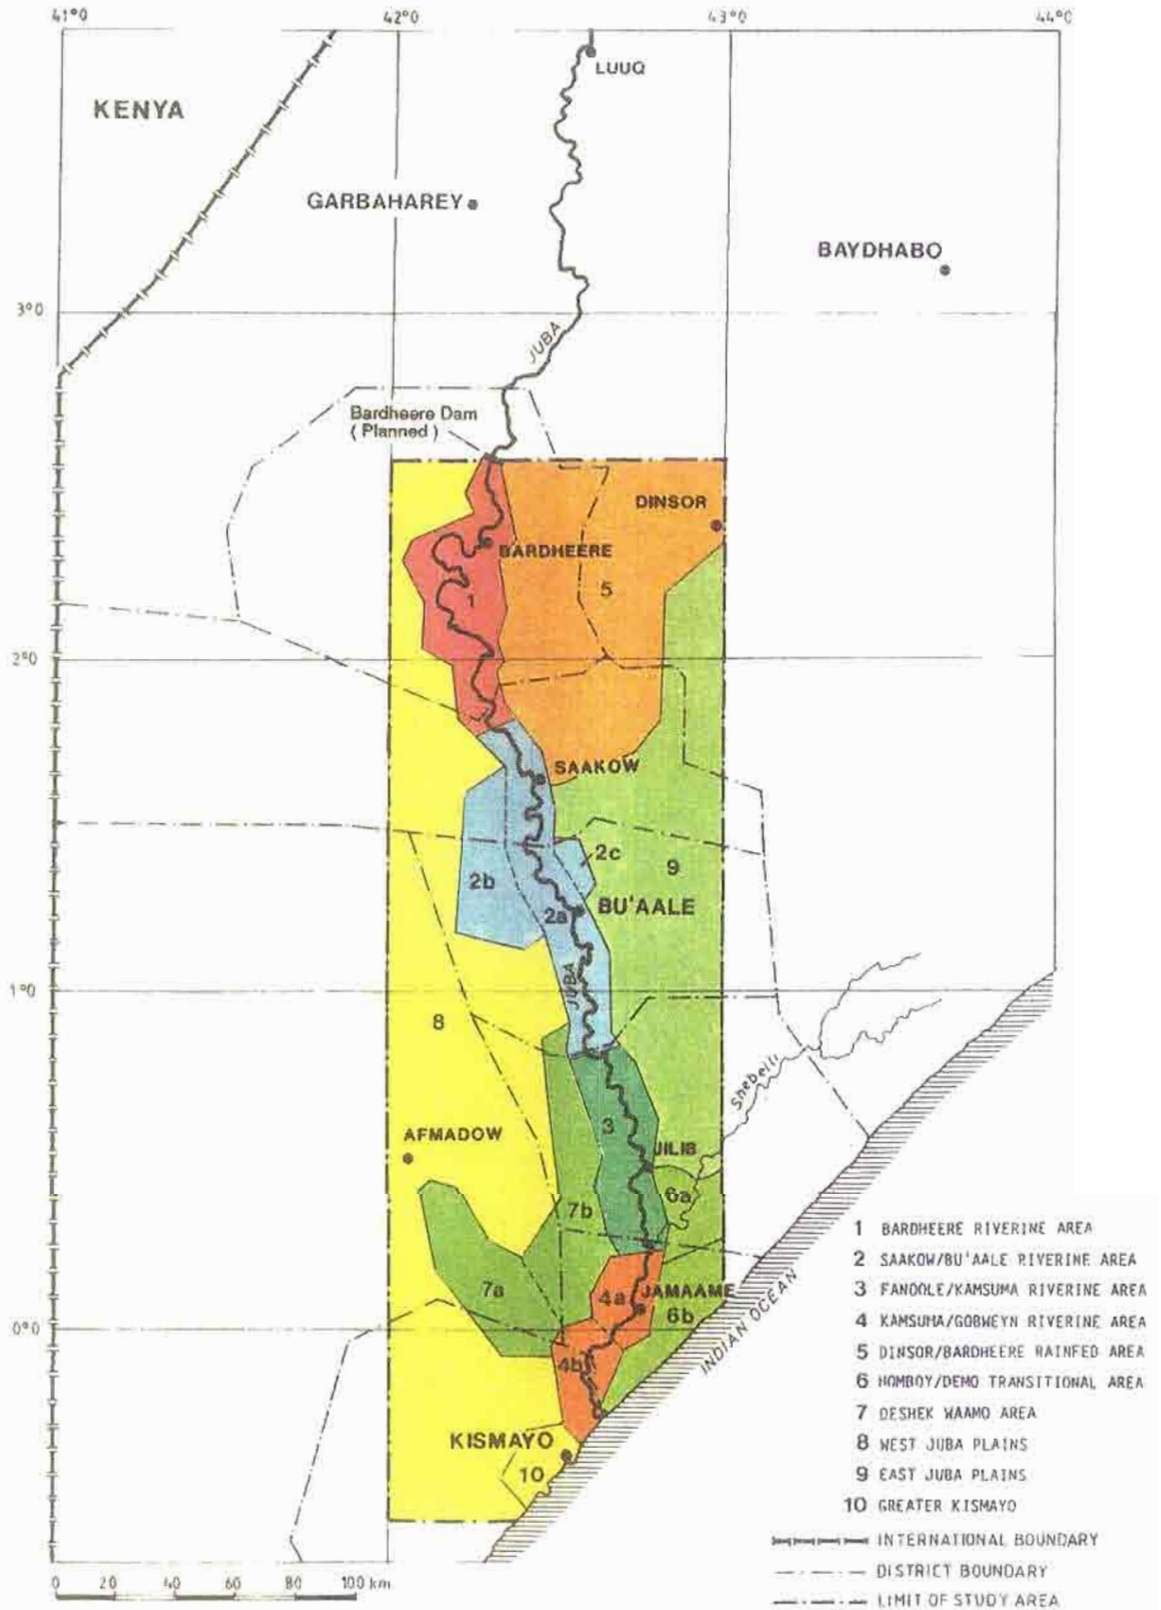 41°0
42°0
43°0
44°0
LUUQ
KENYA
GARBAHAREY
BAYDHABO
3°0
JUBA
Bardheere Dam
( Planned )
DINSOR
BARDHEERE
5
1
2°0
SAAKOW
2c
9
2b
BU'AALE
2a
JUBA
1°0
8
Shebelli
3
AFMADOW
JILIB
6a
7b
7a
4a
JAMAAME
6b
0°0
INDIAN OCEAN
4b
KISMAYO
10
1 BARDHEERE RIVERINE AREA
2 SAAKOW/BU'AALE RIVERINE AREA
3 FANOOLE/KAMSUMA RIVERINE AREA
4 KAMSUMA/GOBWEYN RIVERINE AREA
5 DINSOR/BARDHEERE RAINFED AREA
6 HOMBOY/DEMO TRANSITIONAL AREA
7 DESHEK WAAMO AREA
8 WEST JUBA PLAINS
9 EAST JUBA PLAINS
10 GREATER KISMAYO
INTERNATIONAL BOUNDARY
DISTRICT BOUNDARY
LIMIT OF STUDY AREA
0 20 40 60 80 100 km